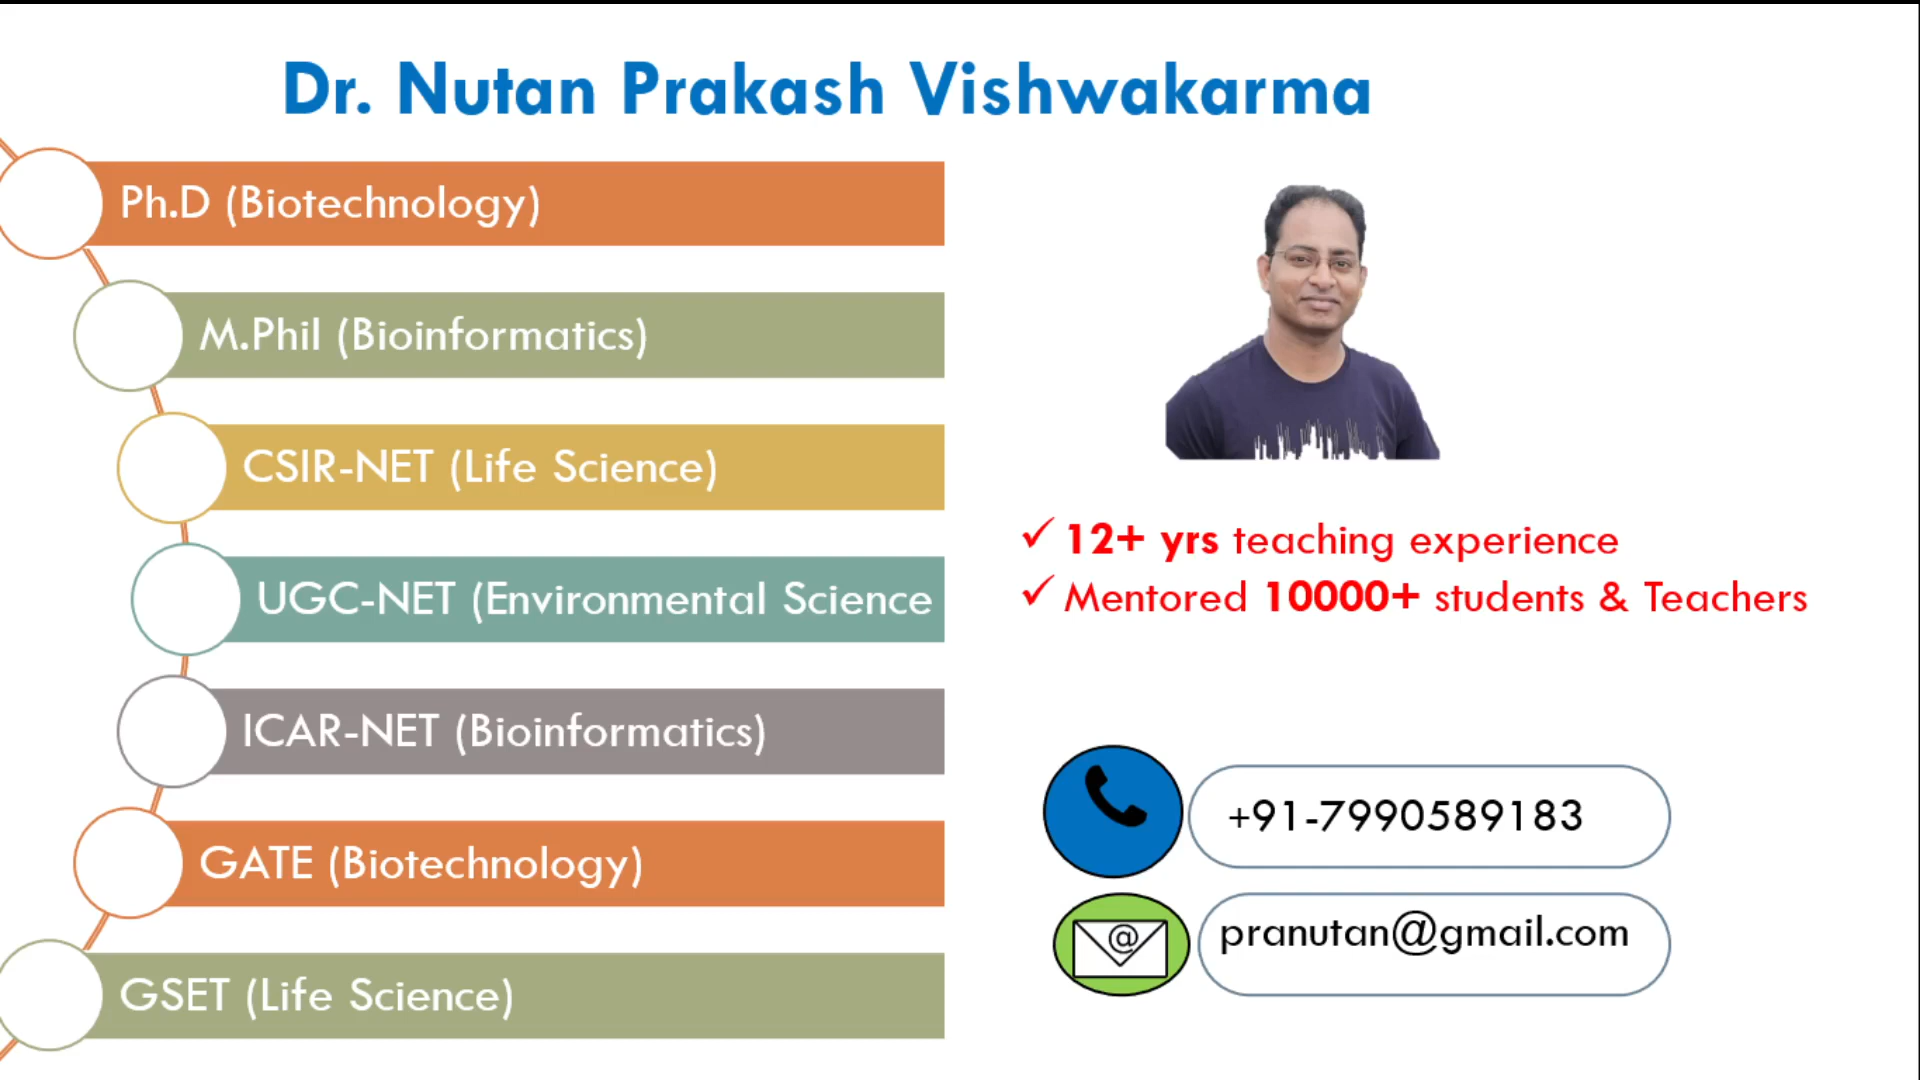 Dr. Nutan Prakash Vishwakarma
Ph.D (Biotechnology)
M.Phil (Bioinformatics)
CSIR-NET (Life Science)
UGC-NET (Environmental Science
ICAR-NET (Bioinformatics)
GATE (Biotechnology)
GSET (Life Science)
✓ 12+ yrs teaching experience
✓ Mentored 10000+ students & Teachers
+91-7990589183
@
pranutan@gmail.com